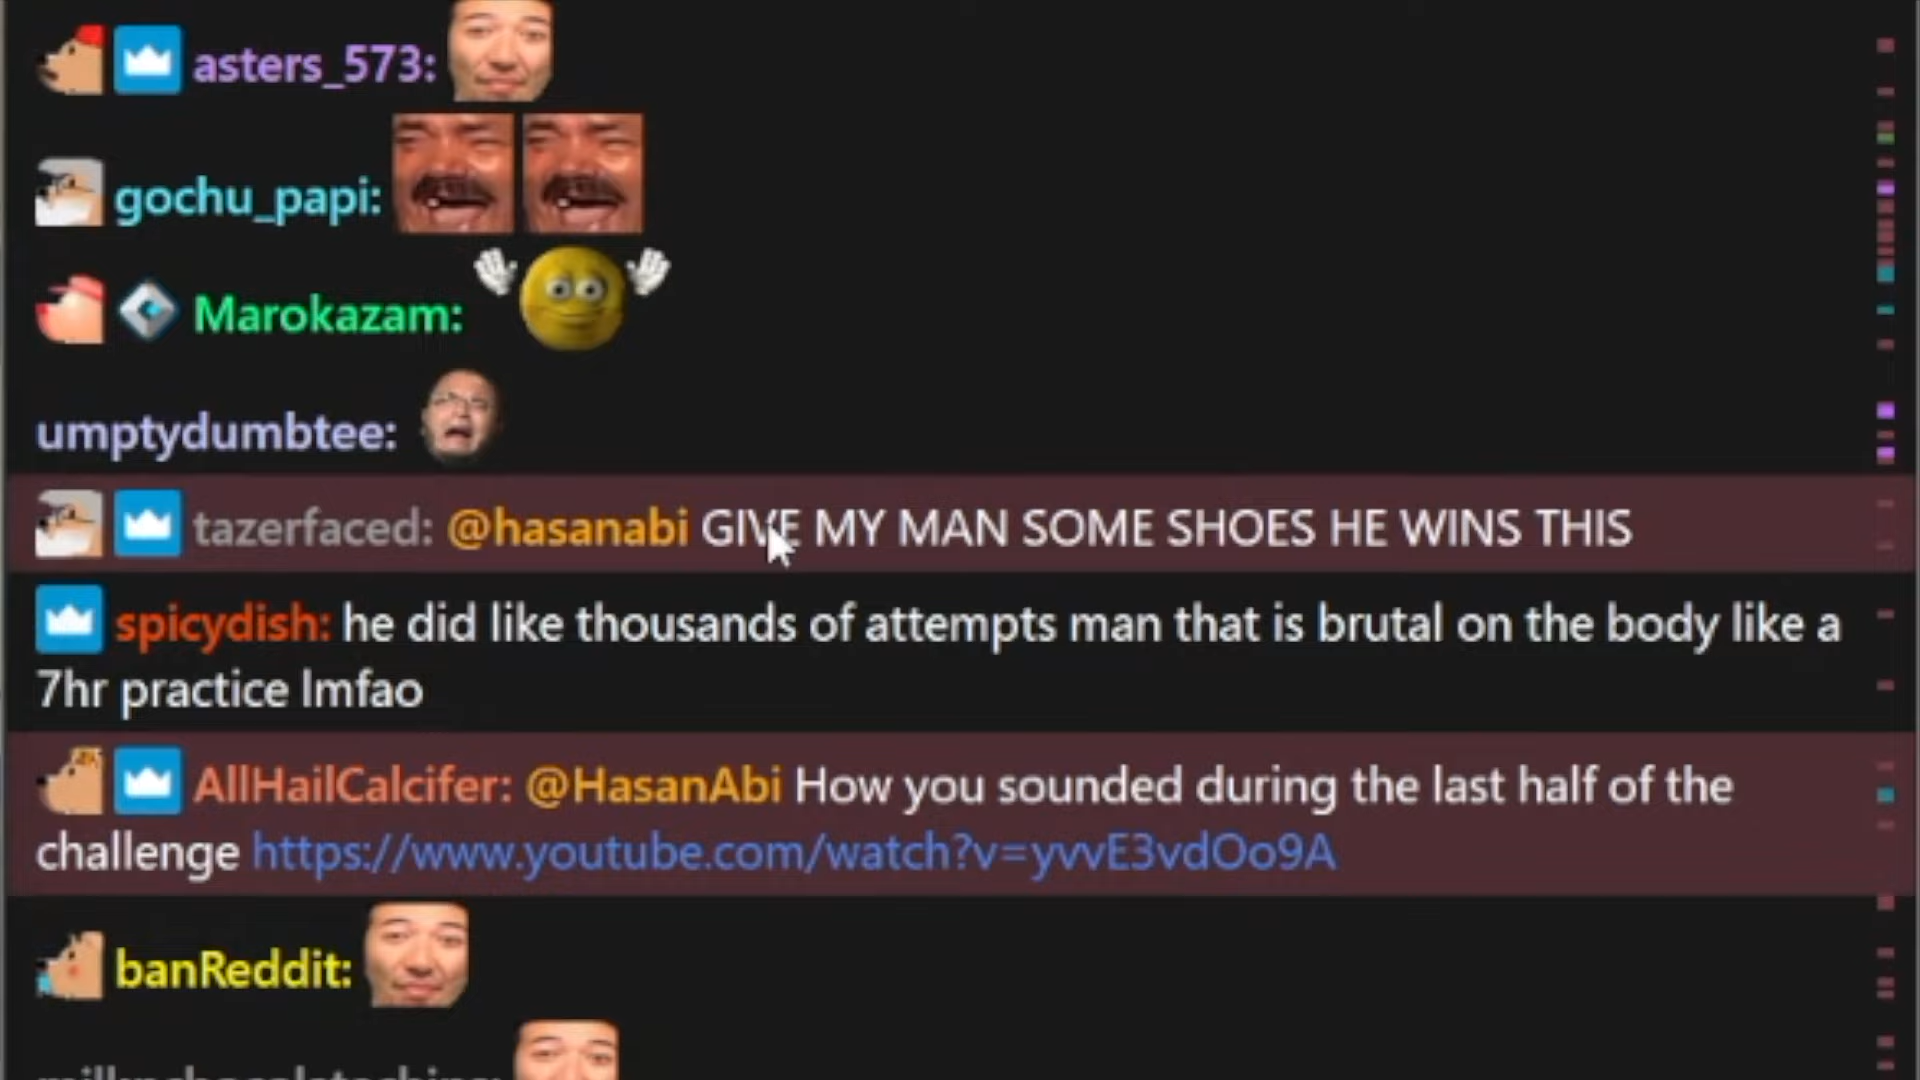 asters_573:
gochu_papi:
Marokazam:
umptydumbtee:
tazerfaced: @hasanabi GIVE MY MAN SOME SHOES HE WINS THIS
spicydish: he did like thousands of attempts man that is brutal on the body like a
7hr practice lmfao
AllHailCalcifer: @HasanAbi How you sounded during the last half of the
challenge https://www.youtube.com/watch?v=yvvE3vdOo9A
banReddit: